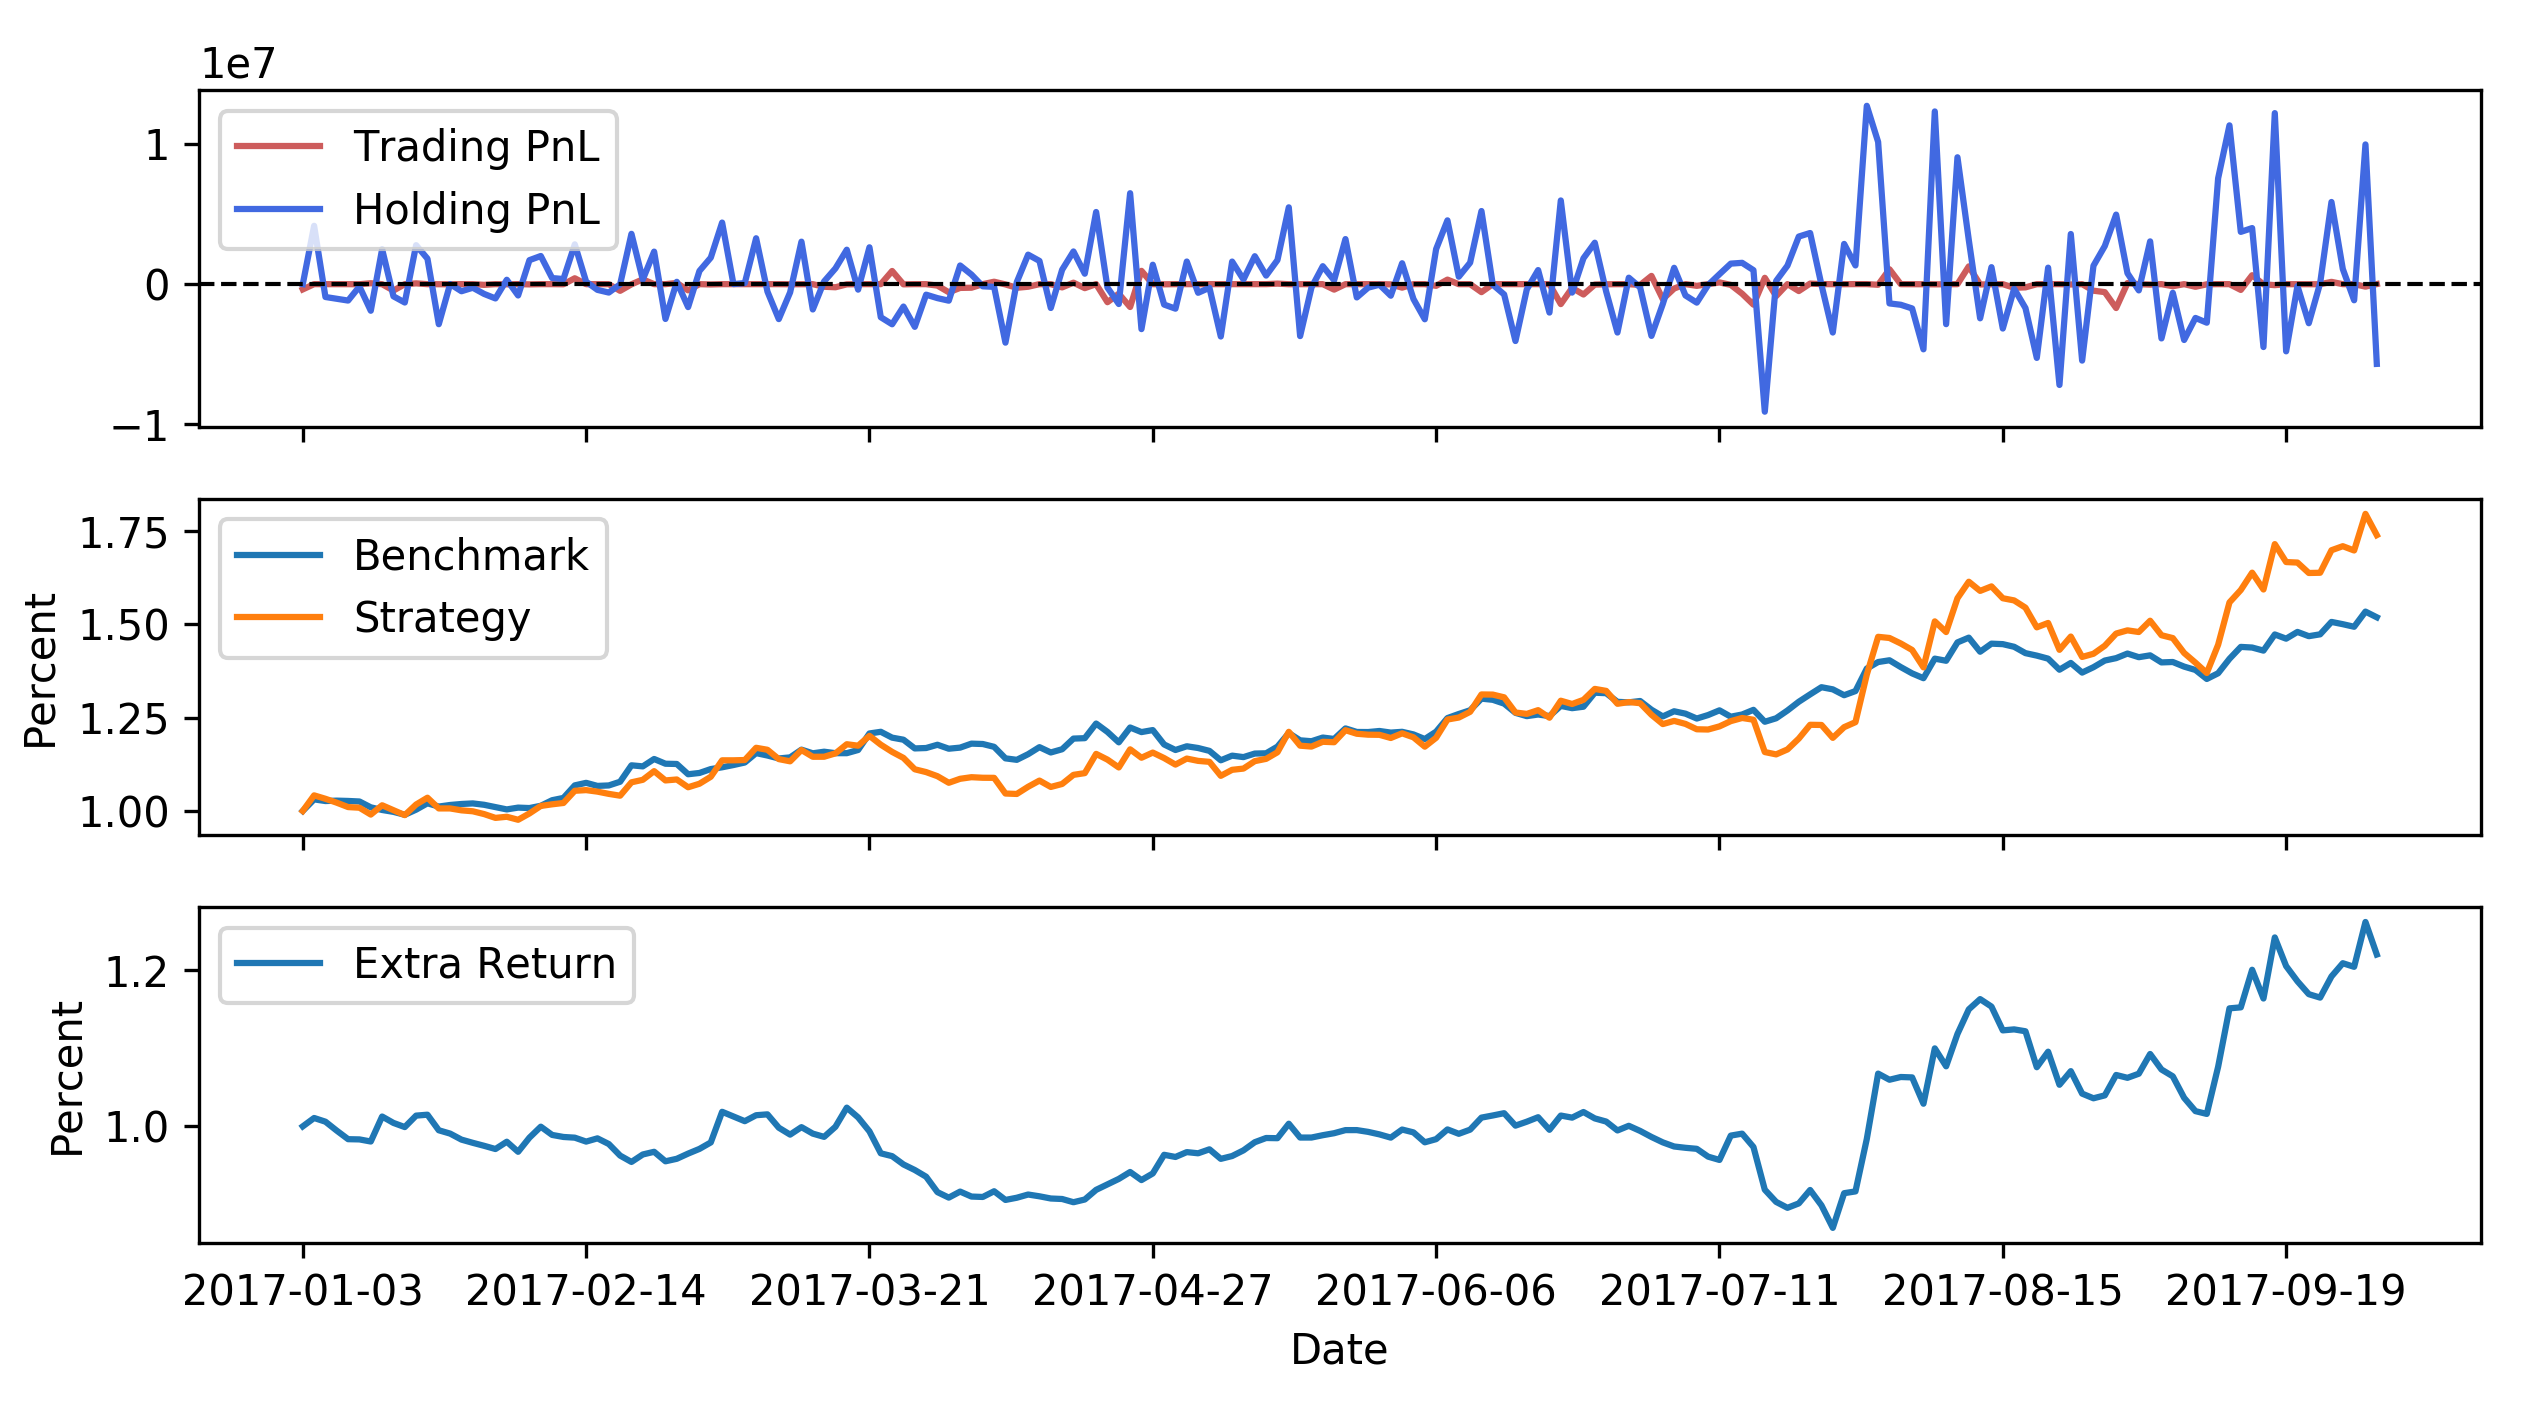 1e7
1
0
−1
Trading PnL
Holding PnL
Percent
1.75
1.50
1.25
1.00
Benchmark
Strategy
Percent
1.2
1.0
Extra Return
2017-01-03 2017-02-14 2017-03-21 2017-04-27 2017-06-06 2017-07-11 2017-08-15 2017-09-19
Date